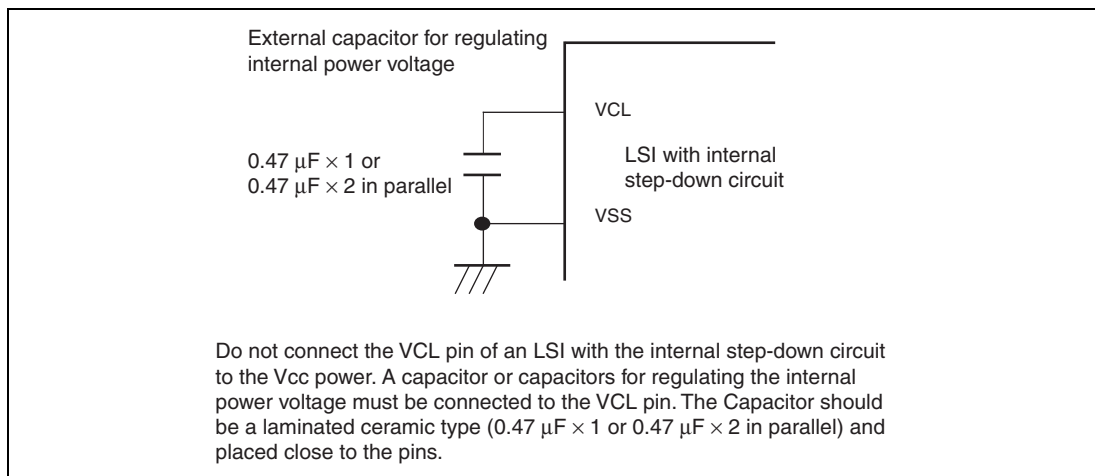 External capacitor for regulating
internal power voltage
VCL
0.47 μF × 1 or
0.47 μF × 2 in parallel
LSI with internal
step-down circuit
VSS
Do not connect the VCL pin of an LSI with the internal step-down circuit
to the Vcc power. A capacitor or capacitors for regulating the internal
power voltage must be connected to the VCL pin. The Capacitor should
be a laminated ceramic type (0.47 μF × 1 or 0.47 μF × 2 in parallel) and
placed close to the pins.